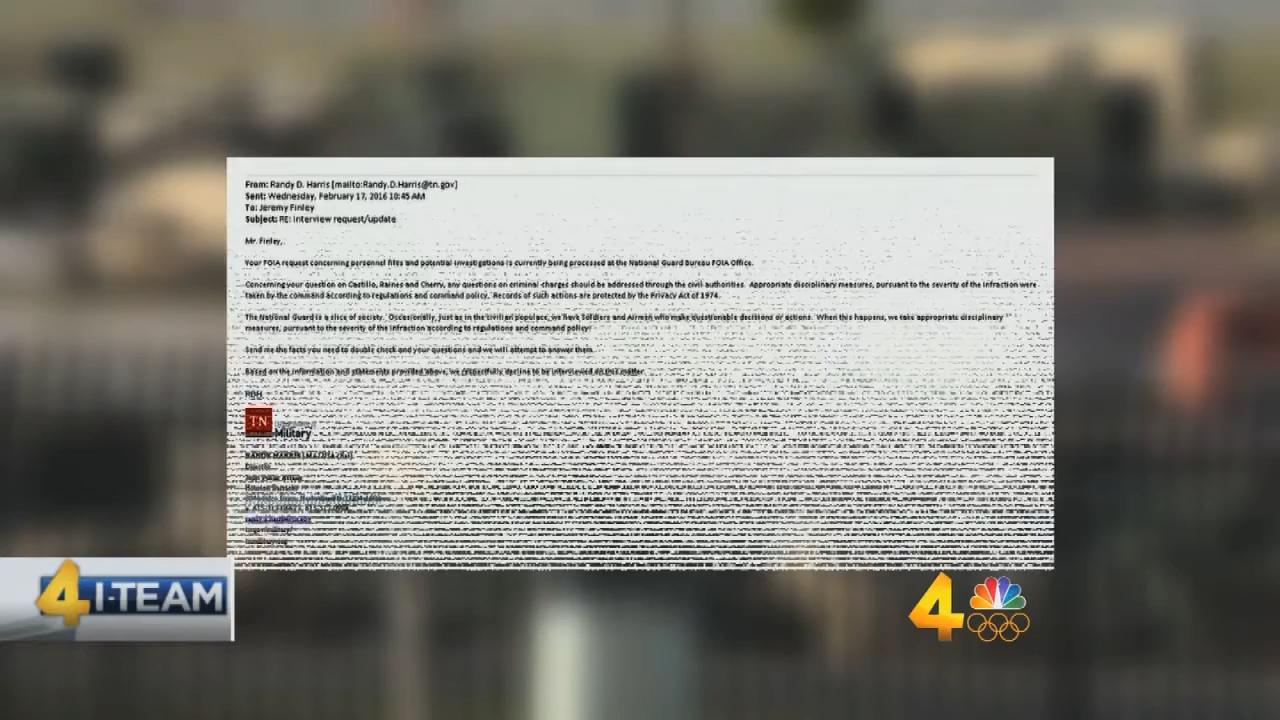 From: Randy D. Harris [mailto:Randy.D.Harris@tn.gov]
Sent: Wednesday, February 17, 2016 10:45 AM
To: Jeremy Finley
Subject: RE: Interview request/update
Mr. Finley,
Your FOIA request concerning personnel files and potential investigations is currently being processed at the National Guard Bureau FOIA Office.
Concerning your question on Castillo, Raines and Cherry, any questions on criminal charges should be addressed through the civil authorities. Appropriate disciplinary measures, pursuant to the severity of the infraction were
taken by the command according to regulations and command policy. Records of such actions are protected by the Privacy Act of 1974.
The National Guard is a slice of society. Occasionally, just as in the civilian populace, we have Soldiers and Airmen who make questionable decisions or actions. When this happens, we take appropriate disciplinary
measures, pursuant to the severity of the infraction according to regulations and command policy.
Send me the facts you need to double check and your questions and we will attempt to answer them.
Based on the information and statements provided above, we respectfully decline to be interviewed on this matter.
RDH
TN
Military
Director
4 I-TEAM
4